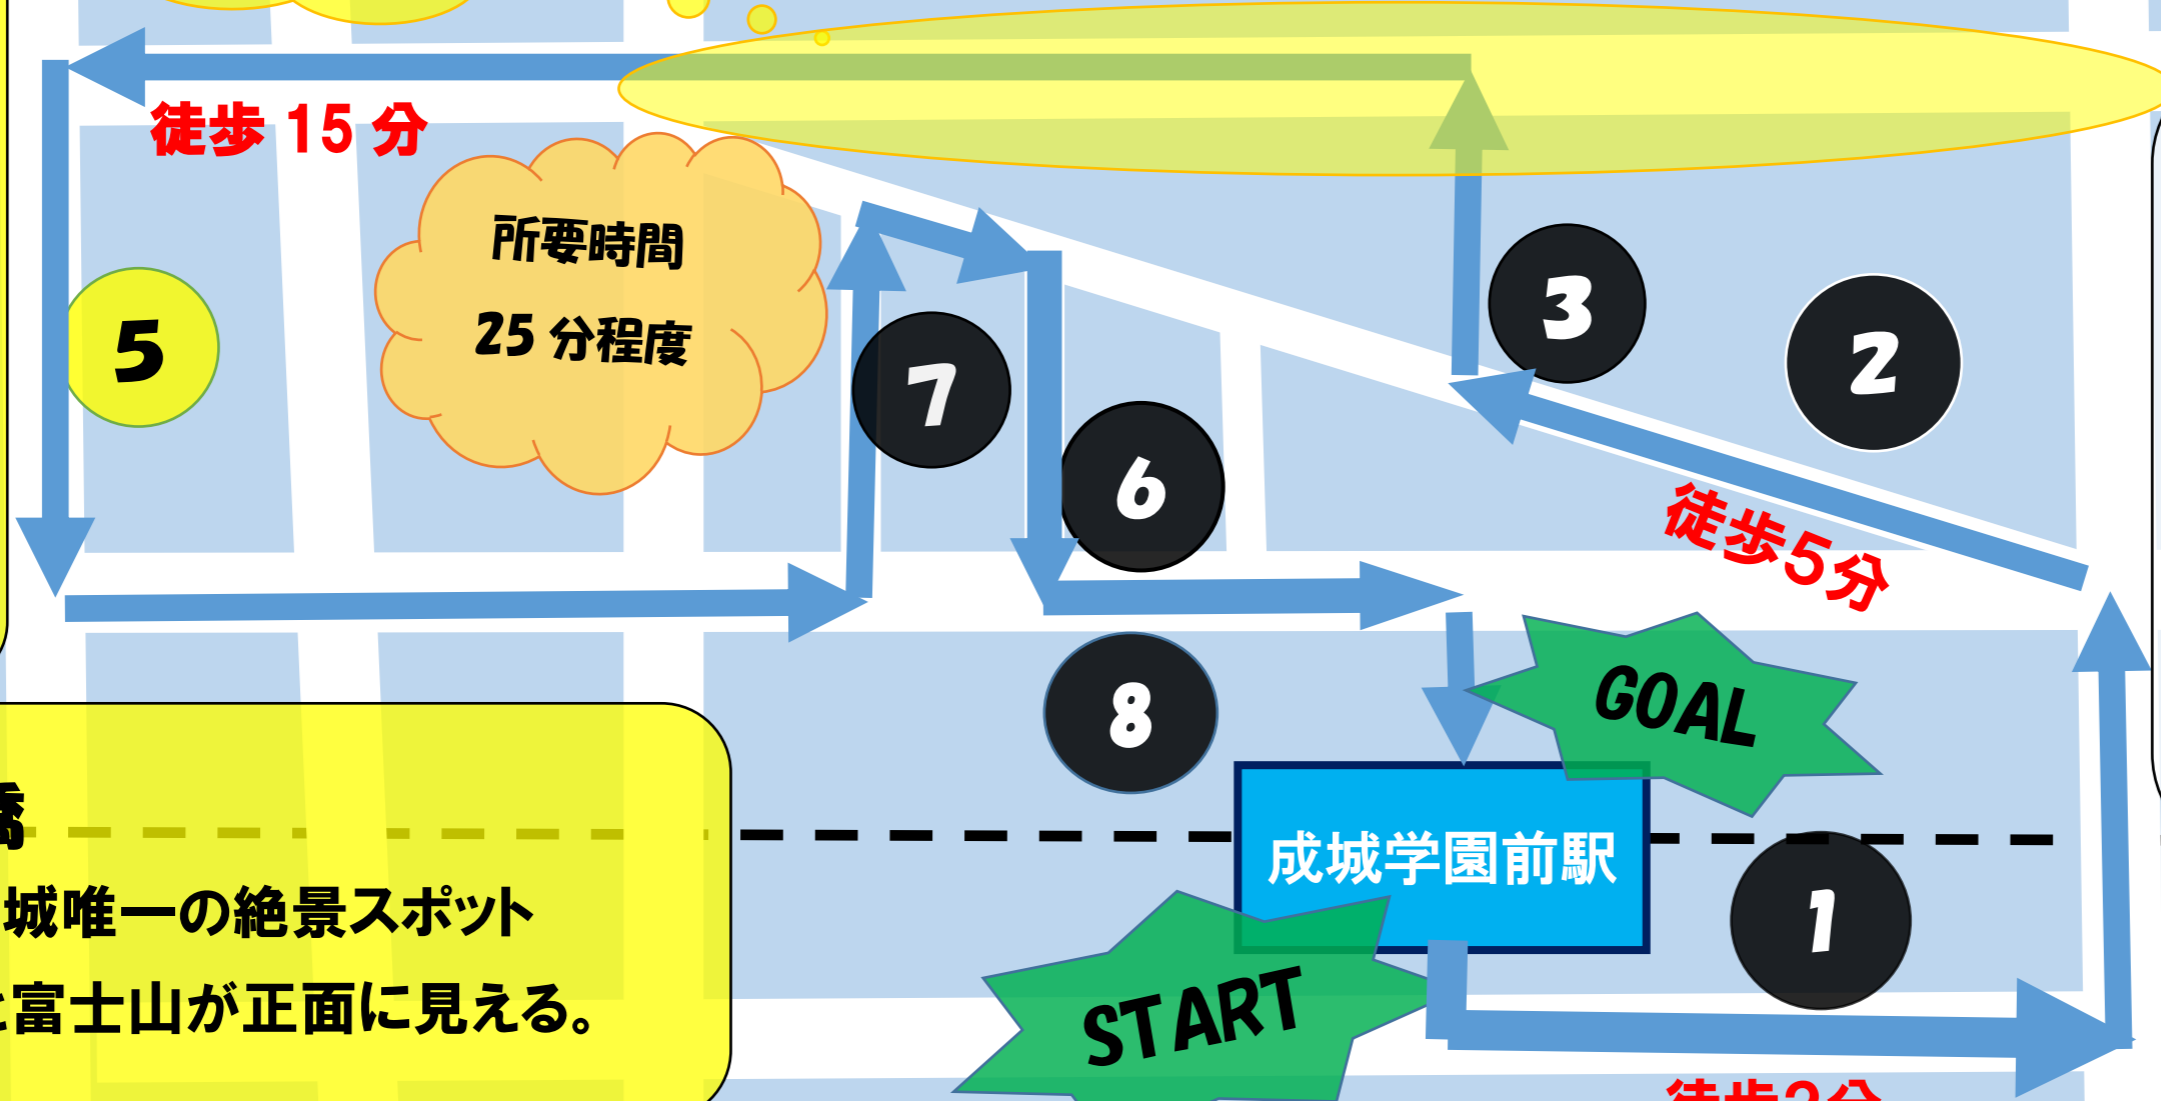 徒歩 15 分
所要時間
25 分程度
3
2
5
7
6
徒歩5分
8
GOAL
成城学園前駅
1
城唯一の絶景スポット
START
富士山が正面に見える。